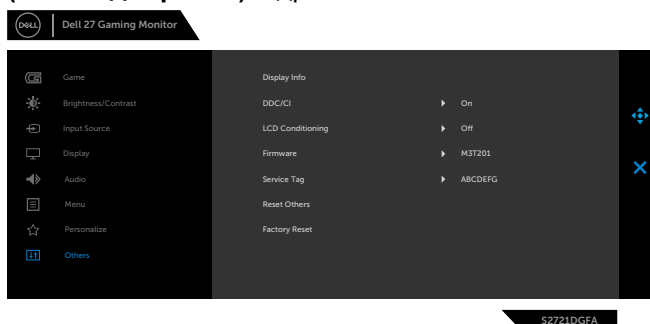 DELL
Dell 27 Gaming Monitor
Game
Display Info
Brightness/Contrast
DDC/CI
On
Input Source
LCD Conditioning
Off
Display
Firmware
M3T201
Audio
Service Tag
ABCDEFG
Menu
Reset Others
Personalize
Factory Reset
Others
S2721DGFA